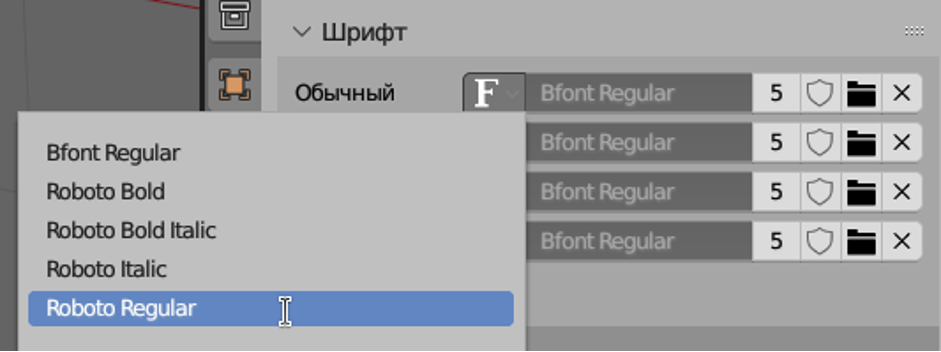 Шрифт
Обычный F Bfont Regular 5
Bfont Regular 5
Bfont Regular 5
Bfont Regular 5
Bfont Regular
Roboto Bold
Roboto Bold Italic
Roboto Italic
Roboto Regular